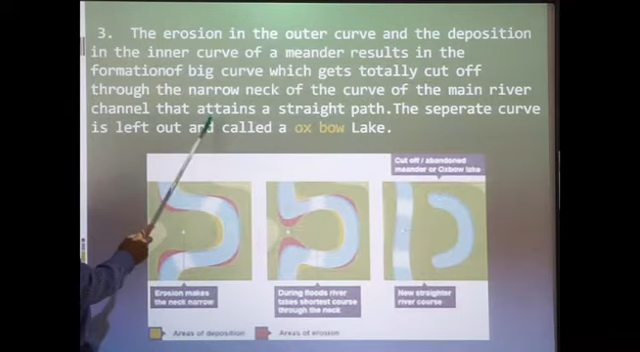 3. The erosion in the outer curve and the deposition
in the inner curve of a meander results in the
formationof big curve which gets totally cut off
through the narrow neck of the curve of the main river
channel that attains a straight path.The seperate curve
is left out and called a ox bow Lake.
Cut off / abandoned
meander or Oxbow lake
Erosion makes
the neck narrow
During floods river
takes shortest course
through the neck
New straighter
river course
Areas of deposition
Areas of erosion